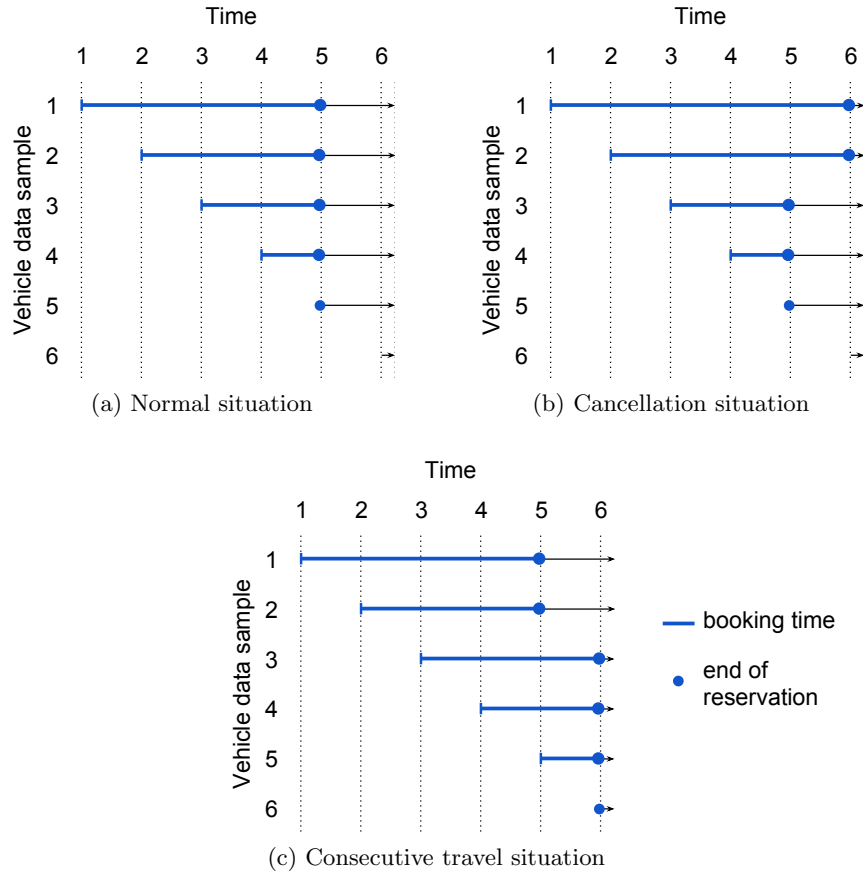 Time
1 2 3 4 5 6
Vehicle data sample
1
2
3
4
5
6
(a) Normal situation
Time
1 2 3 4 5 6
Vehicle data sample
1
2
3
4
5
6
(b) Cancellation situation
Time
1 2 3 4 5 6
Vehicle data sample
1
2
3
4
5
6
booking time
end of
reservation
(c) Consecutive travel situation